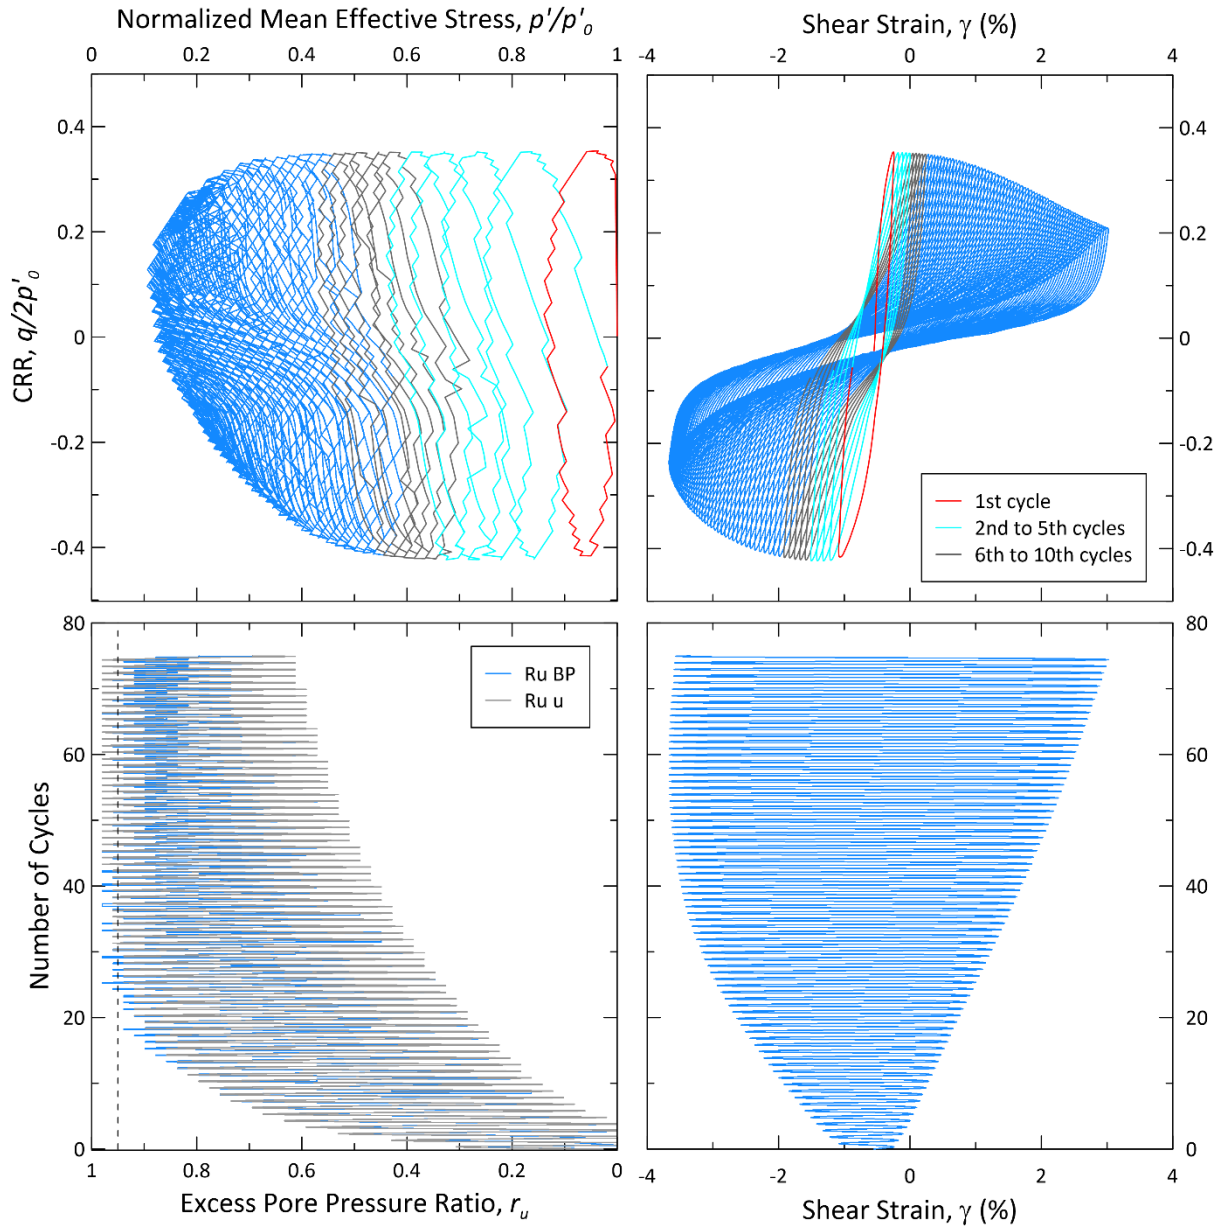 Normalized Mean Effective Stress, p'/p'₀
0 0.2 0.4 0.6 0.8 1
Shear Strain, γ (%)
-4 -2 0 2 4
CRR, q/2p'₀
0.4
0.2
0
-0.2
-0.4
0.4
0.2
0
-0.2
-0.4
1st cycle
2nd to 5th cycles
6th to 10th cycles
Number of Cycles
80
60
40
20
0
Ru BP
Ru u
1 0.8 0.6 0.4 0.2 0
Excess Pore Pressure Ratio, rᵤ
80
60
40
20
0
-4 -2 0 2 4
Shear Strain, γ (%)